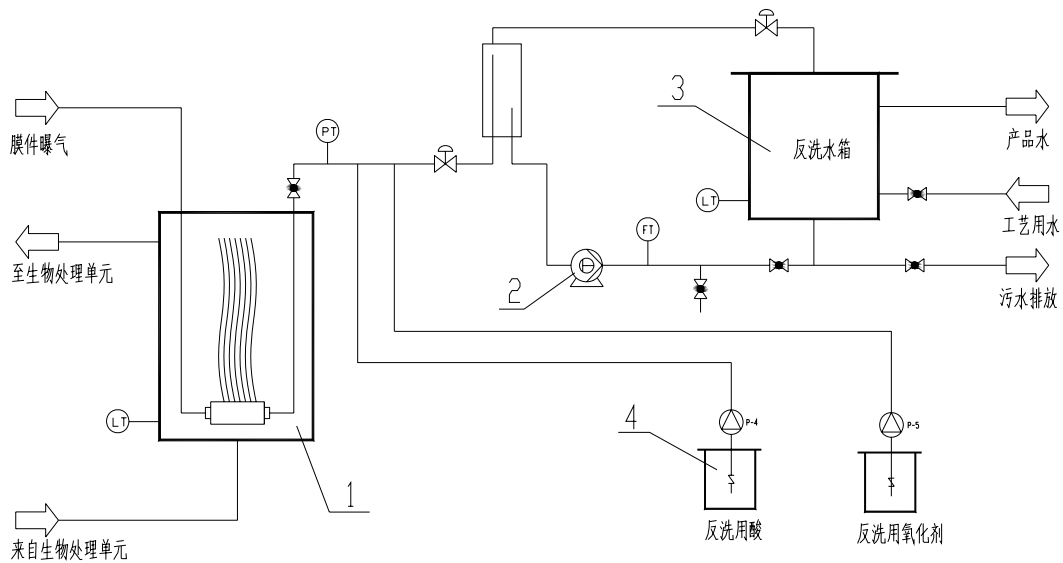 3
反洗水箱
产品水
PT
膜件曝气
LT
工艺用水
FT
至生物处理单元
2
污水排放
LT
4
P-4
P-5
1
反洗用酸
反洗用氧化剂
来自生物处理单元